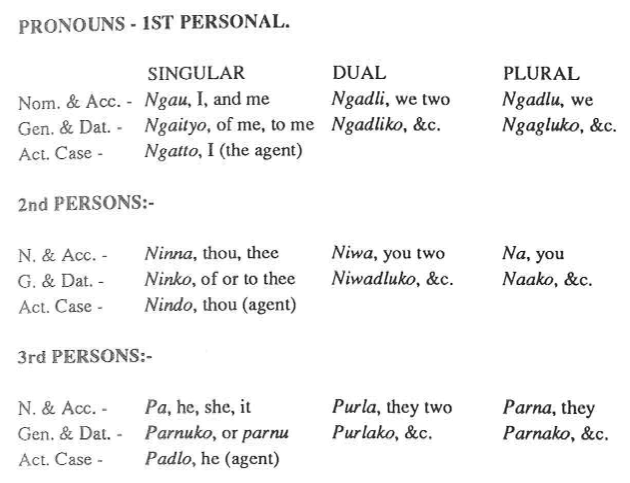 PRONOUNS - 1ST PERSONAL.
SINGULAR DUAL PLURAL
Nom. & Acc. - Ngau, I, and me Ngadli, we two Ngadlu, we
Gen. & Dat. - Ngaityo, of me, to me Ngadliko, &c. Ngagluko, &c.
Act. Case - Ngatto, I (the agent)
2nd PERSONS:-
N. & Acc. - Ninna, thou, thee Niwa, you two Na, you
G. & Dat. - Ninko, of or to thee Niwadluko, &c. Naako, &c.
Act. Case - Nindo, thou (agent)
3rd PERSONS:-
N. & Acc. - Pa, he, she, it Purla, they two Parna, they
Gen. & Dat. - Parnuko, or parnu Purlako, &c. Parnako, &c.
Act. Case - Padlo, he (agent)